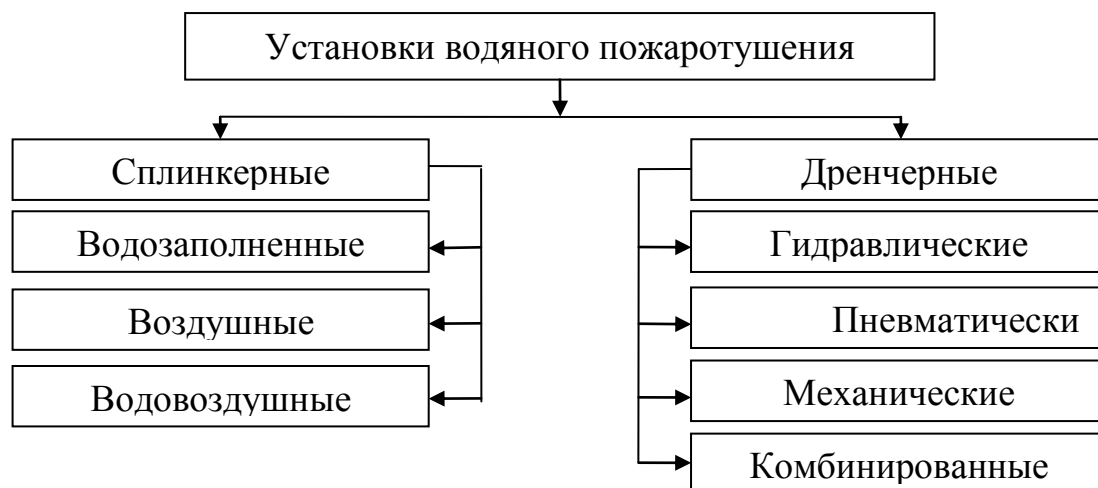 Установки водяного пожаротушения
Сплинкерные
Водозаполненные
Воздушные
Водовоздушные
Дренчерные
Гидравлические
Пневматически
Механические
Комбинированные